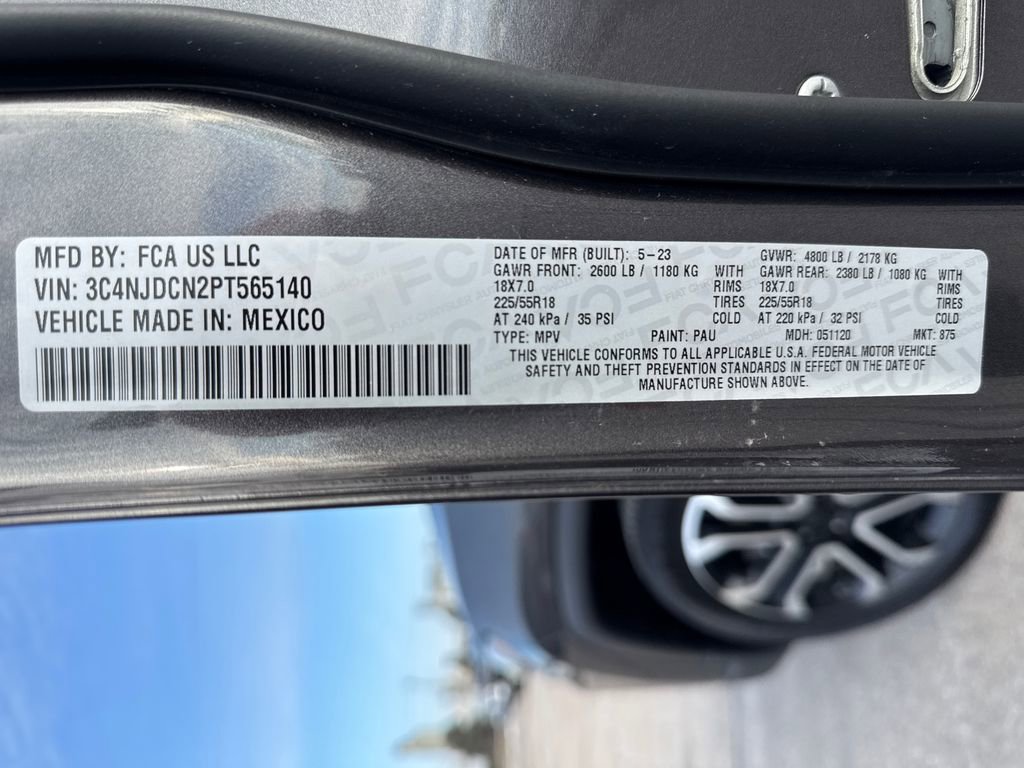 MFD BY: FCA US LLC
VIN: 3C4NJDCN2PT565140
VEHICLE MADE IN: MEXICO
DATE OF MFR (BUILT): 5-23
GAWR FRONT: 2600 LB / 1180 KG WITH
18X7.0 RIMS
225/55R18 TIRES
AT 240 kPa / 35 PSI COLD
GVWR: 4800 LB / 2178 KG
GAWR REAR: 2380 LB / 1080 KG WITH
18X7.0 RIMS
225/55R18 TIRES
AT 220 kPa / 32 PSI COLD
TYPE: MPV PAINT: PAU MDH: 051120 MKT: 875
THIS VEHICLE CONFORMS TO ALL APPLICABLE U.S.A. FEDERAL MOTOR VEHICLE
SAFETY AND THEFT PREVENTION STANDARDS IN EFFECT ON THE DATE OF
MANUFACTURE SHOWN ABOVE.